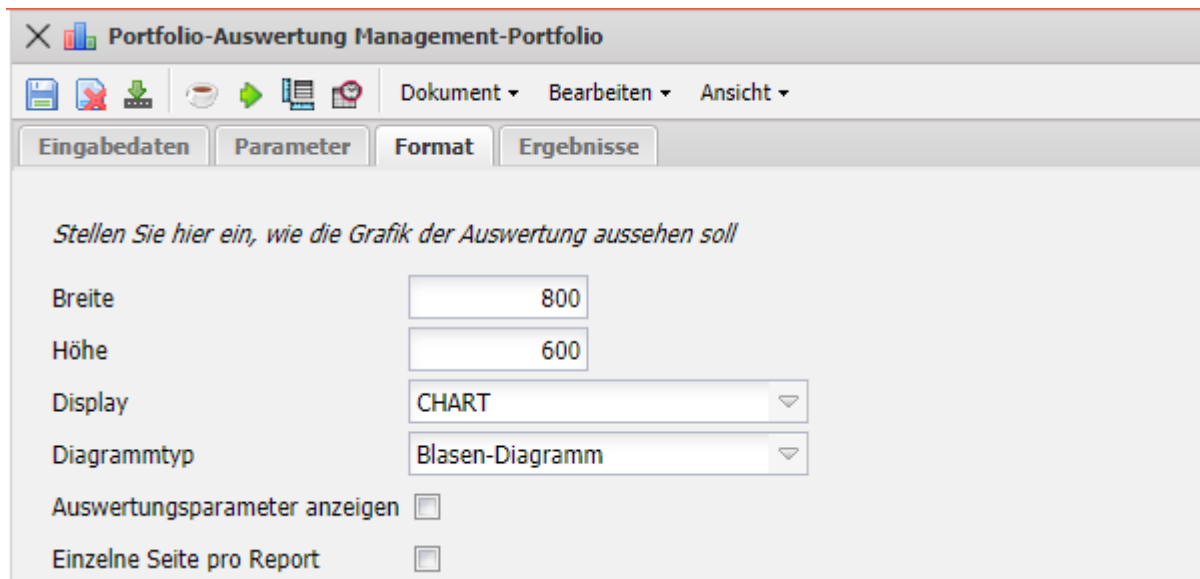 Portfolio-Auswertung Management-Portfolio
Dokument Bearbeiten Ansicht
Eingabedaten Parameter Format Ergebnisse
Stellen Sie hier ein, wie die Grafik der Auswertung aussehen soll
Breite 800
Höhe 600
Display CHART
Diagrammtyp Blasen-Diagramm
Auswertungsparameter anzeigen
Einzelne Seite pro Report